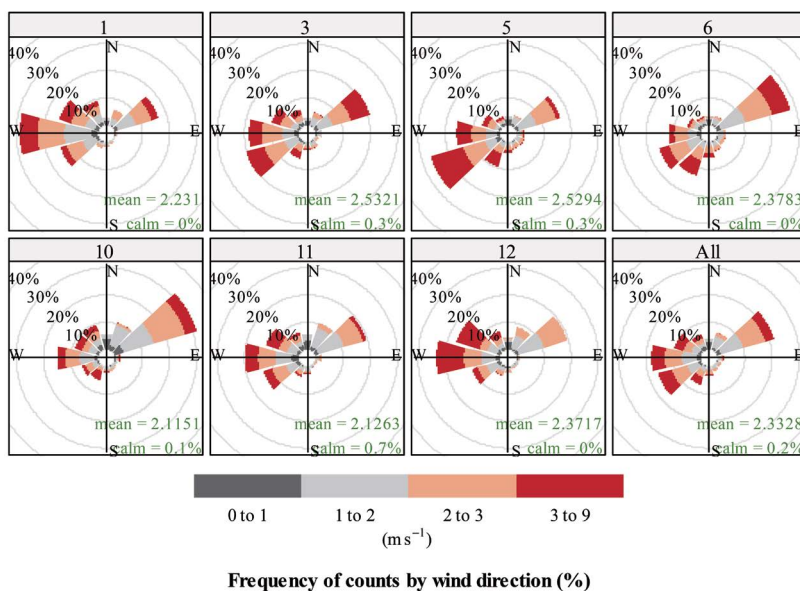 1 3 5 6
N N N N
40% 40% 40% 40%
30% 30% 30% 30%
20% 20% 20% 20%
10% 10% 10% 10%
W E W E W E W E
mean = 2.231 mean = 2.5321 mean = 2.5294 mean = 2.3783
S S S S
calm = 0% calm = 0.3% calm = 0.3% calm = 0%
10 11 12 All
N N N N
40% 40% 40% 40%
30% 30% 30% 30%
20% 20% 20% 20%
10% 10% 10% 10%
W E W E W E W E
mean = 2.1151 mean = 2.1263 mean = 2.3717 mean = 2.3328
S S S S
calm = 0.1% calm = 0.7% calm = 0% calm = 0.2%
0 to 1 1 to 2 2 to 3 3 to 9
(m s⁻¹)
Frequency of counts by wind direction (%)